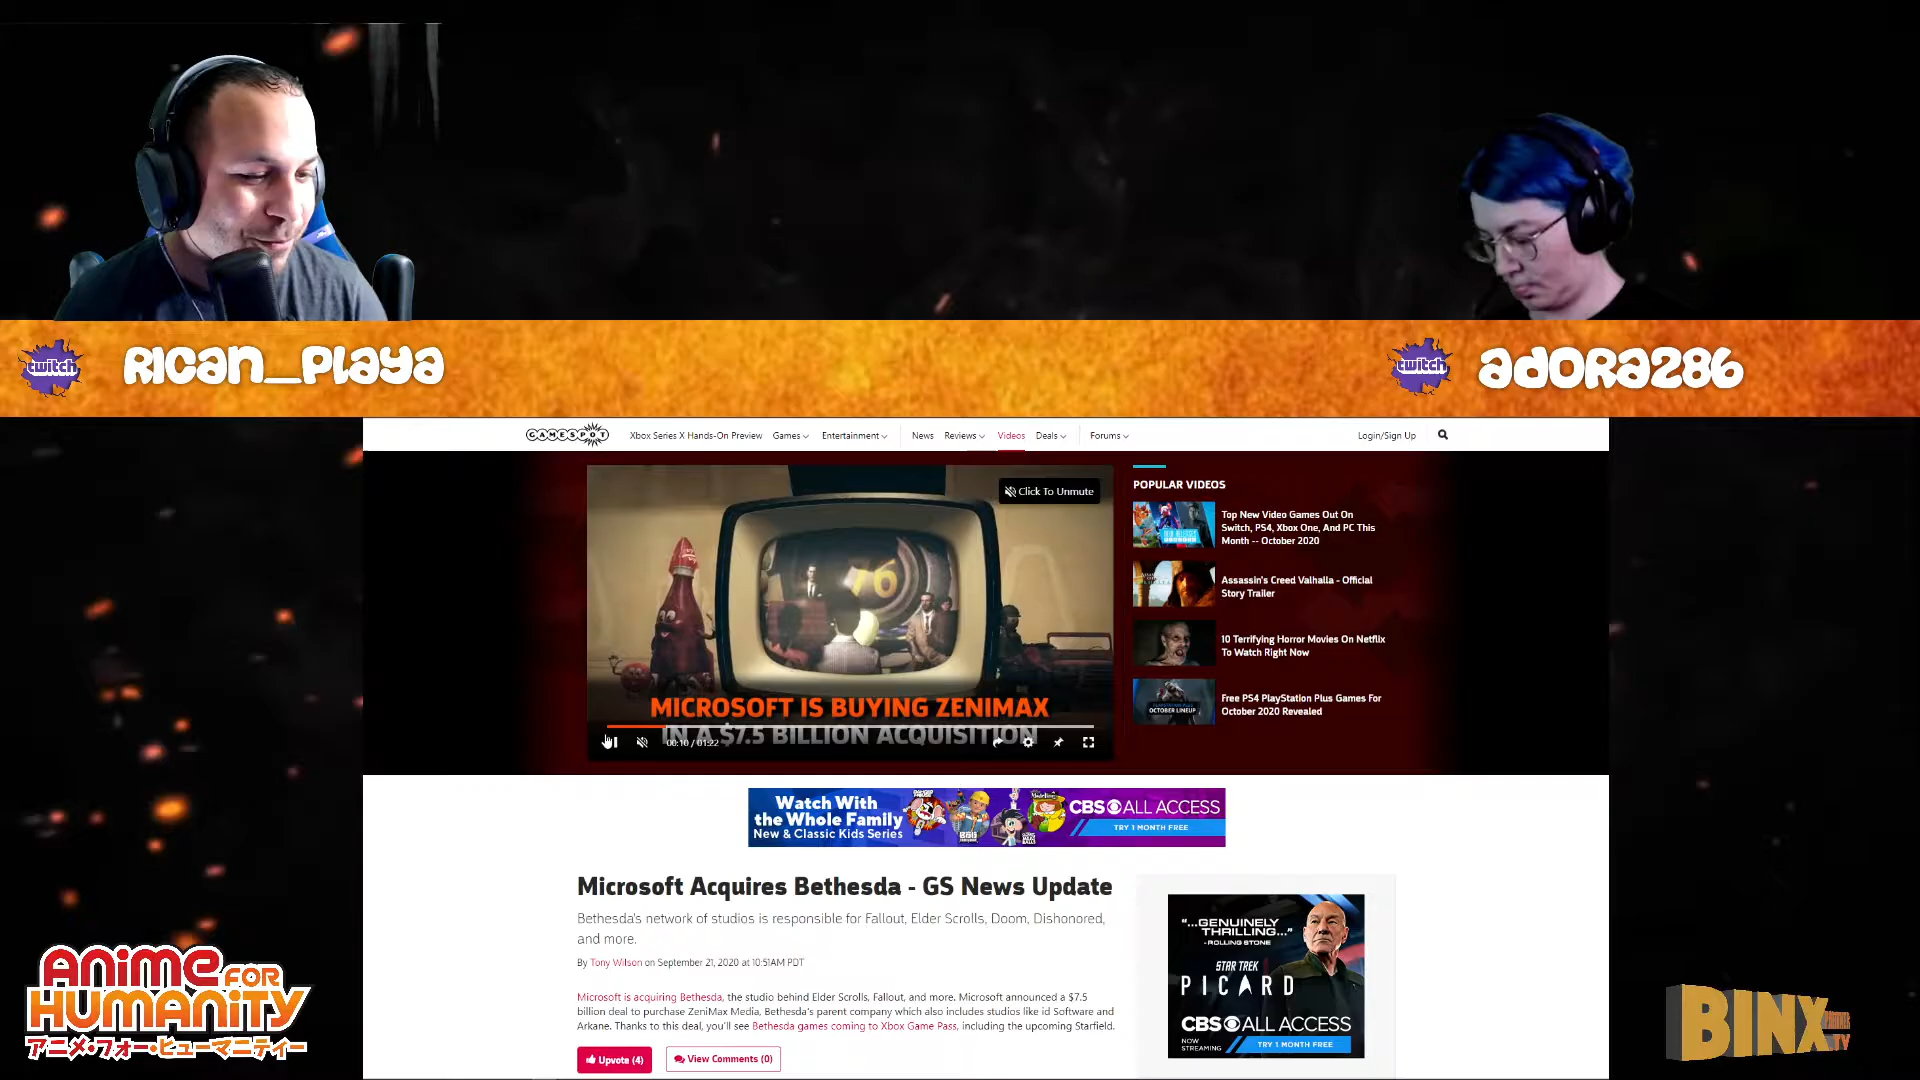 twitch
RICAN_PLAYA
twitch
ADORA286
GAMESPOT
Xbox Series X Hands-On Preview
Games
Entertainment
News
Reviews
Videos
Deals
Forums
Login/Sign Up
Click To Unmute
76
MICROSOFT IS BUYING ZENIMAX
IN A $7.5 BILLION ACQUISITION
00:10 / 01:22
POPULAR VIDEOS
Top New Video Games Out On
Switch, PS4, Xbox One, And PC This
Month -- October 2020
Assassin's Creed Valhalla - Official
Story Trailer
10 Terrifying Horror Movies On Netflix
To Watch Right Now
OCTOBER LINEUP
Free PS4 PlayStation Plus Games For
October 2020 Revealed
Watch With
the Whole Family
New & Classic Kids Series
CBS ALL ACCESS
TRY 1 MONTH FREE
Microsoft Acquires Bethesda - GS News Update
Bethesda's network of studios is responsible for Fallout, Elder Scrolls, Doom, Dishonored,
and more.
By Tony Wilson on September 21, 2020 at 10:51AM PDT
Microsoft is acquiring Bethesda, the studio behind Elder Scrolls, Fallout, and more. Microsoft announced a $7.5
billion deal to purchase ZeniMax Media, Bethesda's parent company which also includes studios like id Software and
Arkane. Thanks to this deal, you'll see Bethesda games coming to Xbox Game Pass, including the upcoming Starfield.
Upvote (4)
View Comments (0)
"...GENUINELY
THRILLING..."
- ROLLING STONE
STAR TREK
PICARD
CBS ALL ACCESS
NOW
STREAMING
TRY 1 MONTH FREE
ANIME FOR
HUMANITY
アニメ・フォー・ヒューマニティー
BINX
.TV